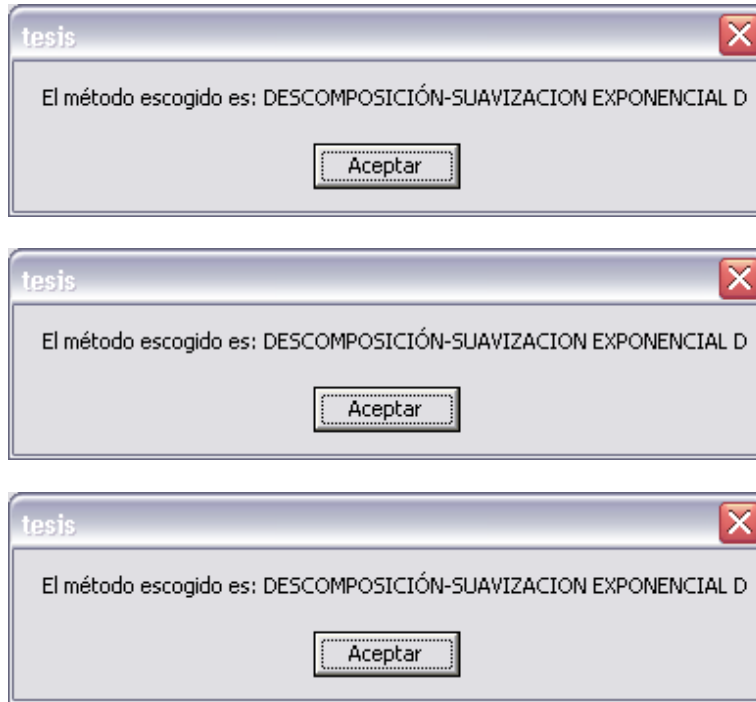 tesis
El método escogido es: DESCOMPOSICIÓN-SUAVIZACION EXPONENCIAL D
Aceptar
tesis
El método escogido es: DESCOMPOSICIÓN-SUAVIZACION EXPONENCIAL D
Aceptar
tesis
El método escogido es: DESCOMPOSICIÓN-SUAVIZACION EXPONENCIAL D
Aceptar